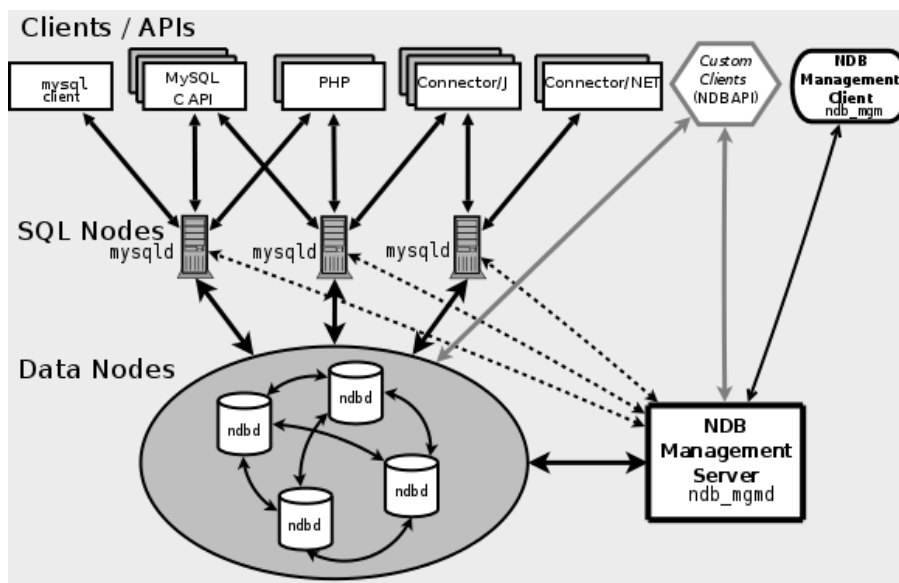 Clients / APIs
mysql
client
MySQL
C API
PHP
Connector/J
Connector/NET
Custom
Clients
(NDBAPI)
NDB
Management
Client
ndb_mgm
SQL Nodes
mysqld
mysqld
mysqld
Data Nodes
ndbd
ndbd
ndbd
ndbd
NDB
Management
Server
ndb_mgmd